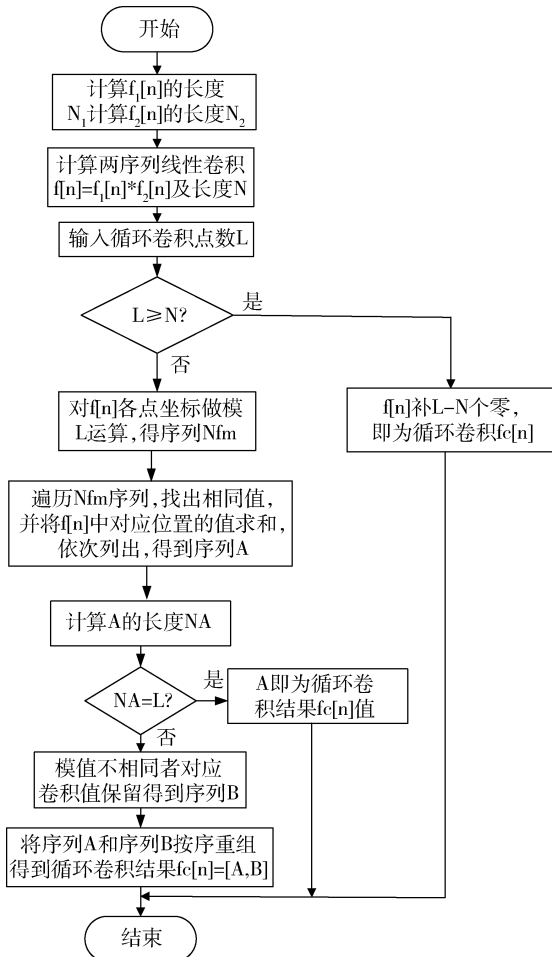 开始
计算f₁[n]的长度
N₁计算f₂[n]的长度N₂
计算两序列线性卷积
f[n]=f₁[n]*f₂[n]及长度N
输入循环卷积点数L
L≥N?
是
否
对f[n]各点坐标做模
L运算,得序列Nfm
f[n]补L-N个零,
即为循环卷积fc[n]
遍历Nfm序列,找出相同值,
并将f[n]中对应位置的值求和,
依次列出,得到序列A
计算A的长度NA
NA=L?
是
A即为循环卷
积结果fc[n]值
否
模值不相同者对应
卷积值保留得到序列B
将序列A和序列B按序重组
得到循环卷积结果fc[n]=[A,B]
结束